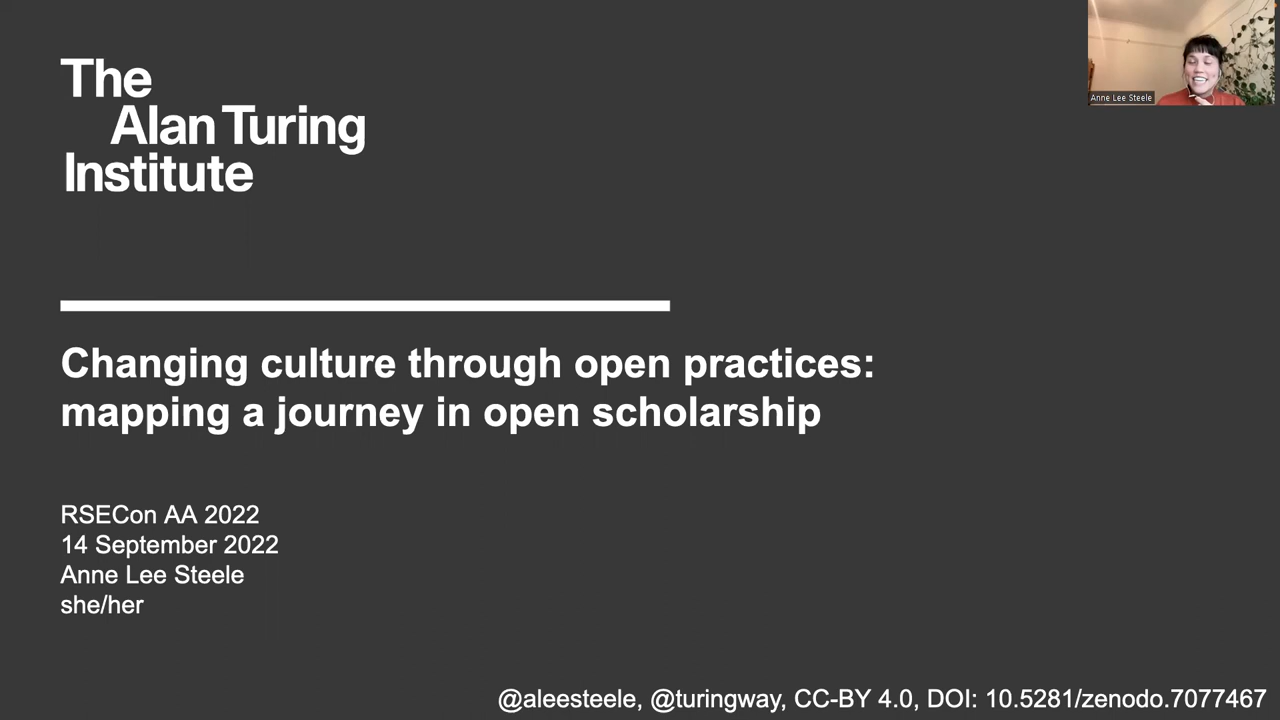 The
Alan Turing
Institute
Anne Lee Steele
Changing culture through open practices:
mapping a journey in open scholarship
RSECon AA 2022
14 September 2022
Anne Lee Steele
she/her
@aleesteele, @turingway, CC-BY 4.0, DOI: 10.5281/zenodo.7077467